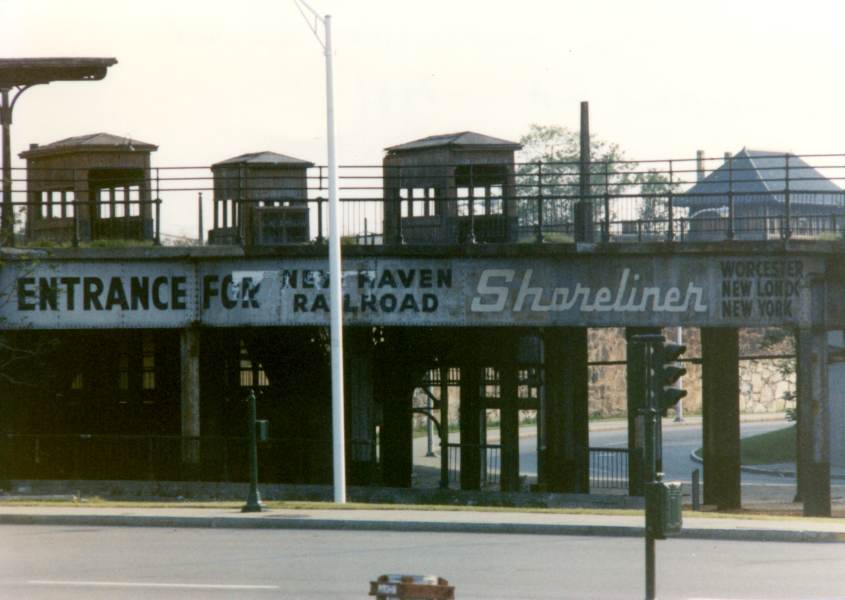 ENTRANCE FOR
NEW HAVEN
RAILROAD
Shoreliner
WORCESTER
NEW LONDO
NEW YORK